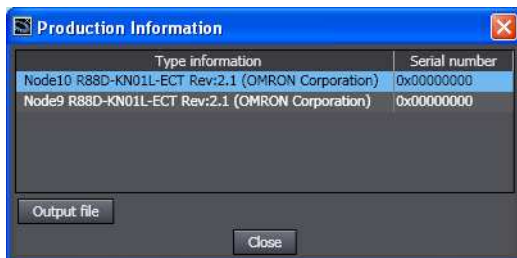 Production Information
Type information Serial number
Node10 R88D-KN01L-ECT Rev:2.1 (OMRON Corporation) 0x00000000
Node9 R88D-KN01L-ECT Rev:2.1 (OMRON Corporation) 0x00000000
Output file
Close